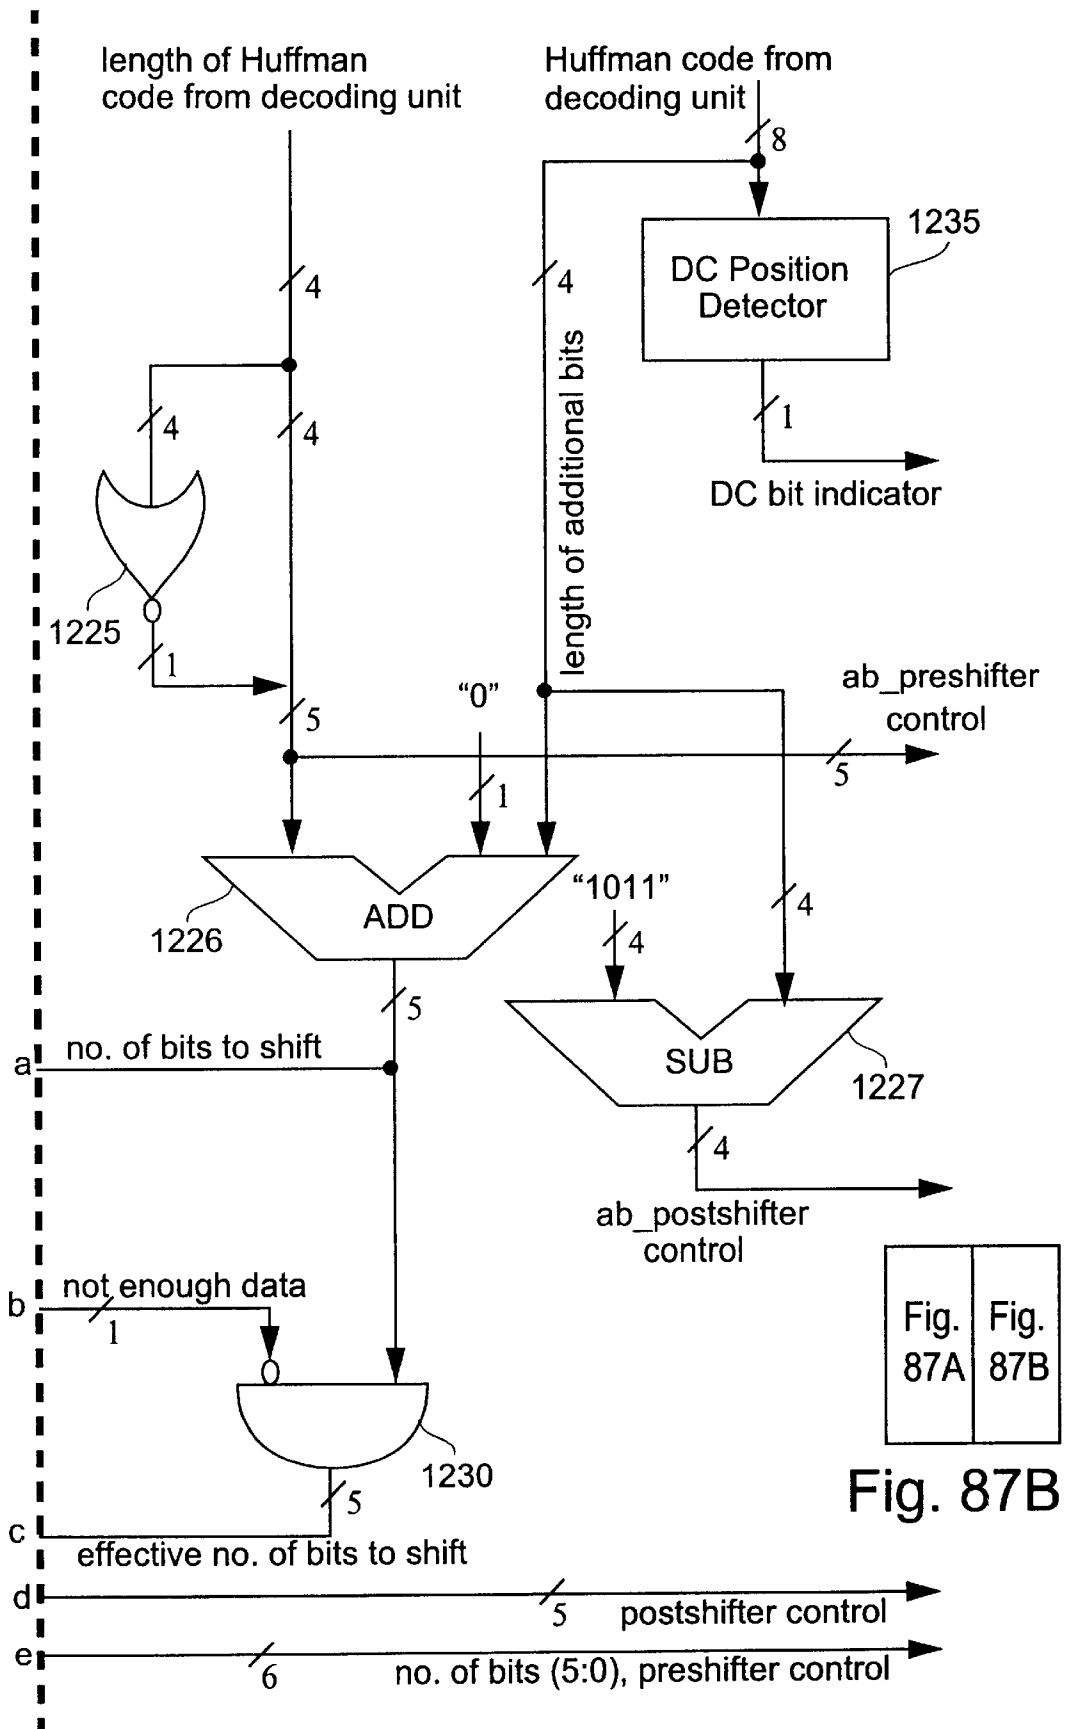 length of Huffman
code from decoding unit
Huffman code from
decoding unit
8
1235
DC Position
Detector
4
4
4
4
1
DC bit indicator
length of additional bits
1225
1
"0"
ab_preshifter
control
5
5
1
"1011"
4
4
ADD
1226
5
SUB
1227
a
no. of bits to shift
4
ab_postshifter
control
b
not enough data
1
Fig.
87A
Fig.
87B
1230
5
Fig. 87B
c
effective no. of bits to shift
d
5
postshifter control
e
6
no. of bits (5:0), preshifter control